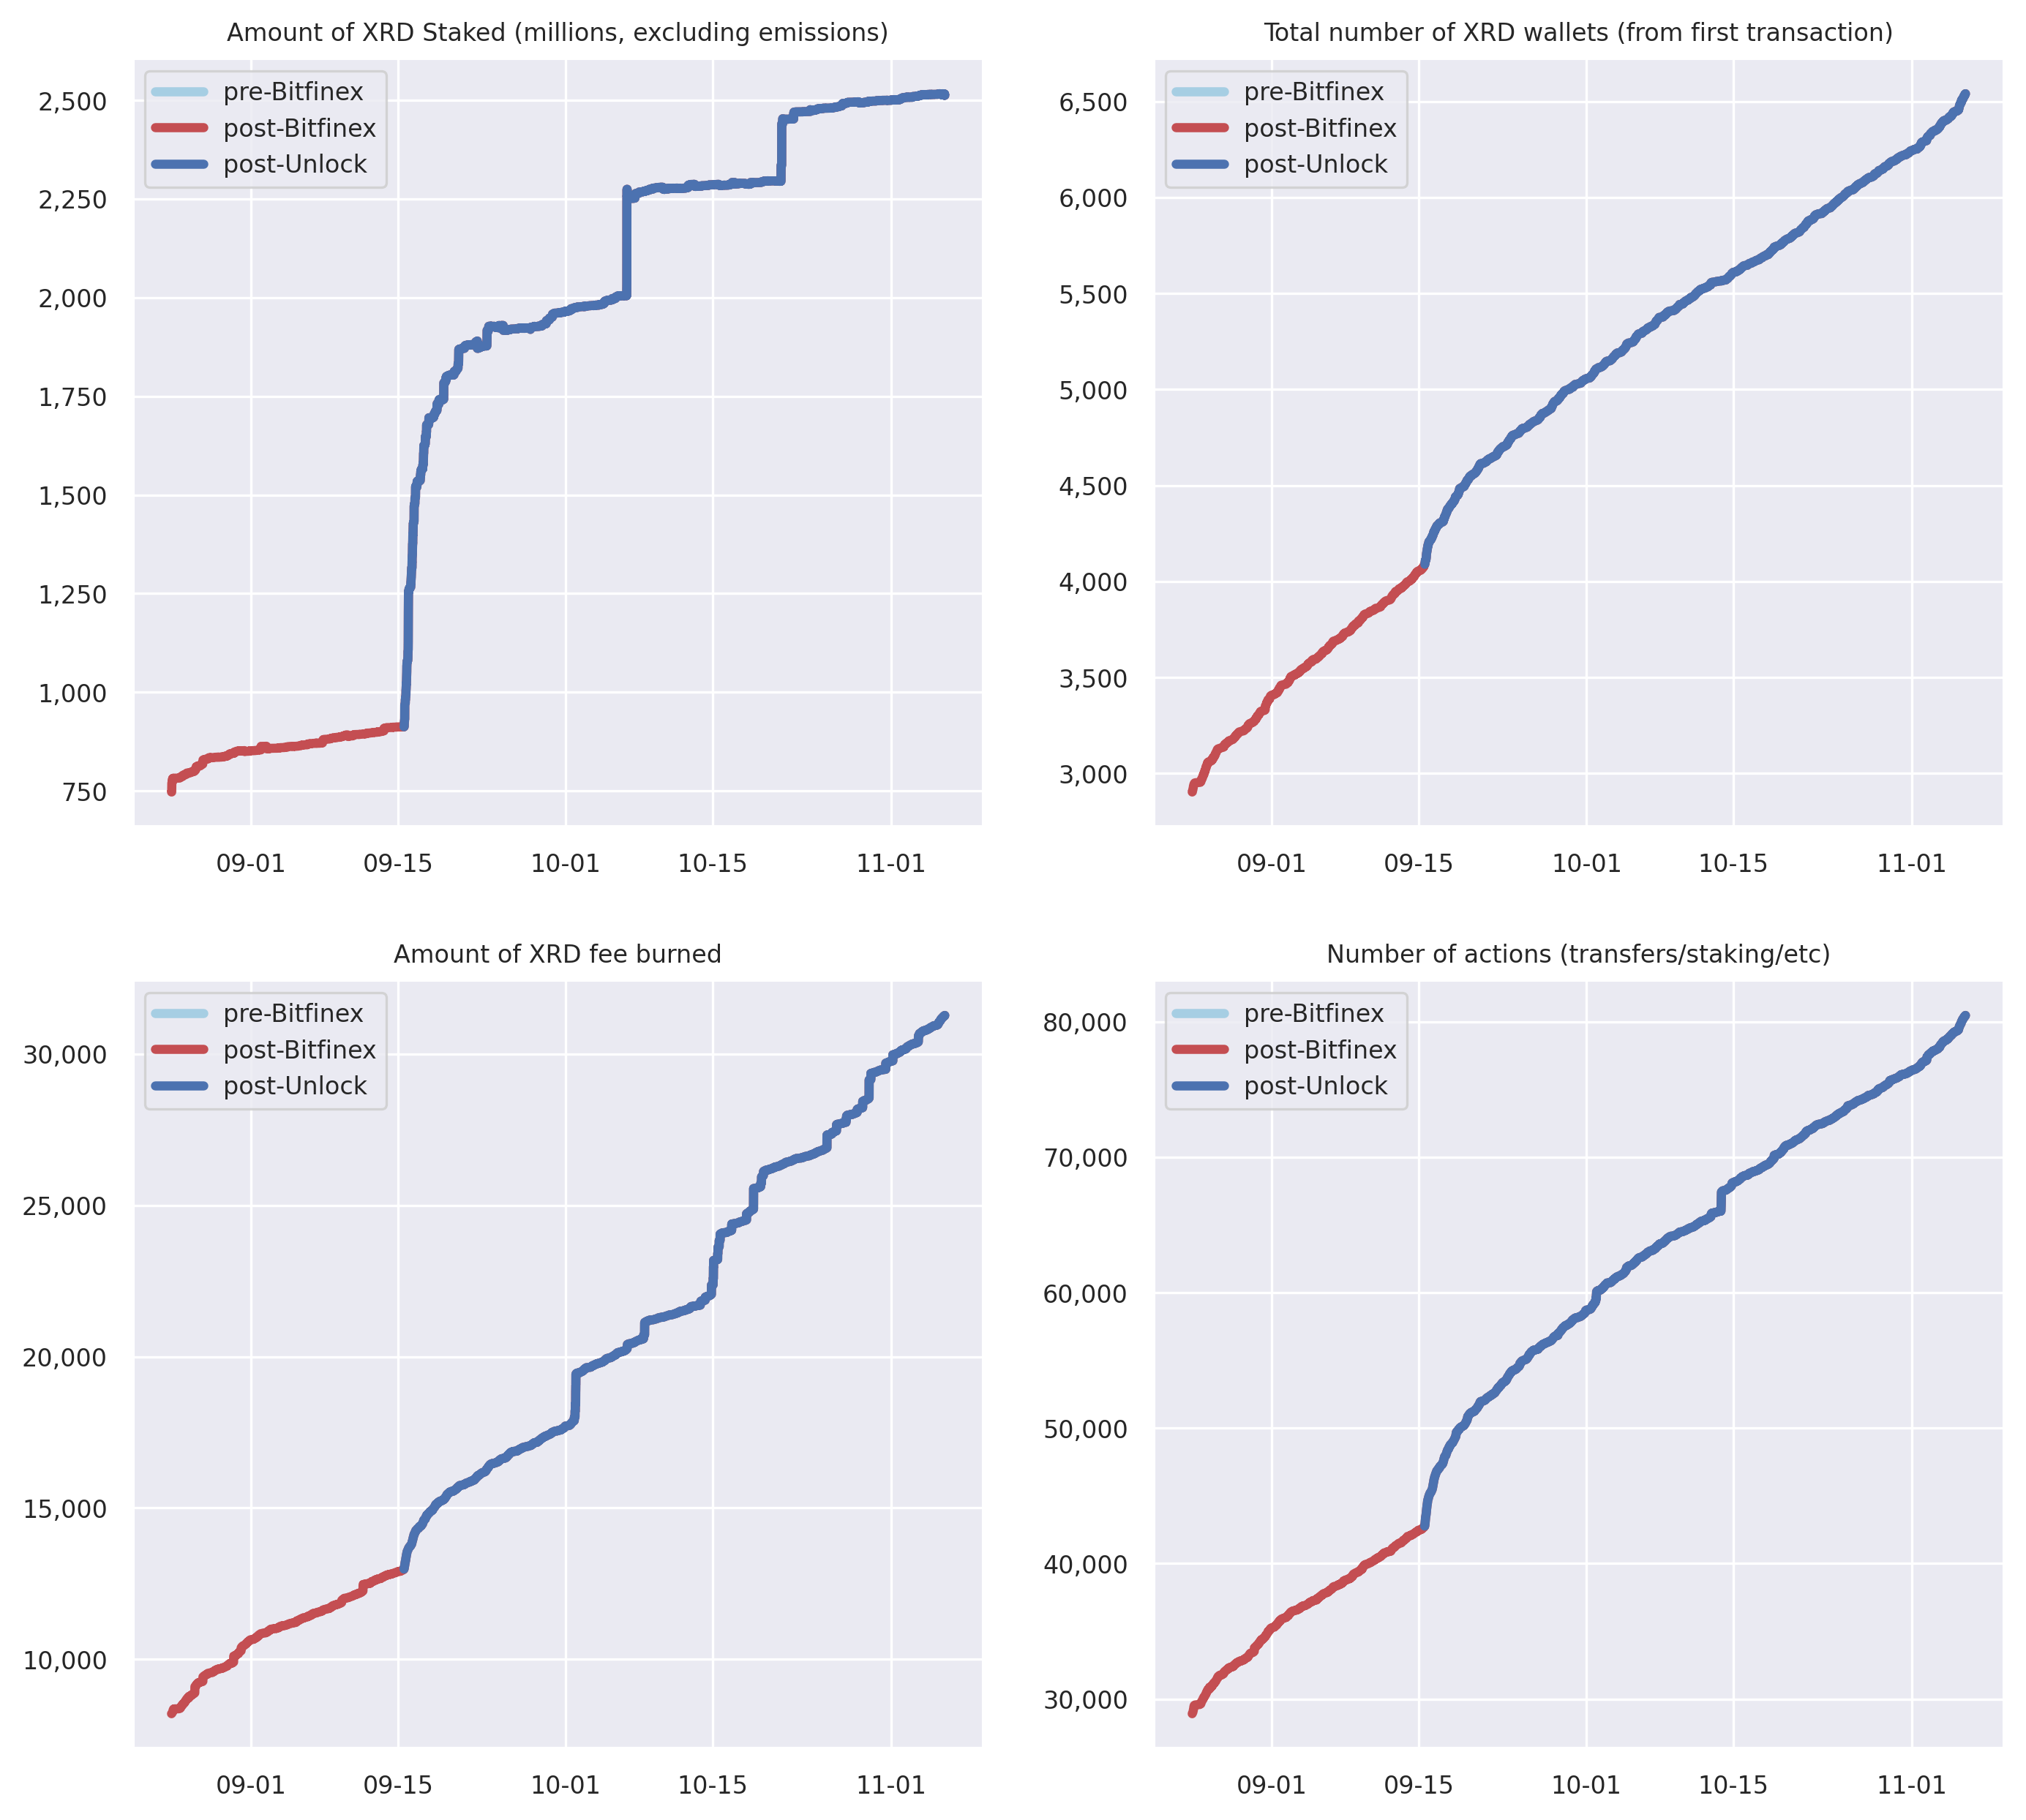 Amount of XRD Staked (millions, excluding emissions)
pre-Bitfinex
post-Bitfinex
post-Unlock
2,500
2,250
2,000
1,750
1,500
1,250
1,000
750
09-01 09-15 10-01 10-15 11-01
Total number of XRD wallets (from first transaction)
pre-Bitfinex
post-Bitfinex
post-Unlock
6,500
6,000
5,500
5,000
4,500
4,000
3,500
3,000
09-01 09-15 10-01 10-15 11-01
Amount of XRD fee burned
pre-Bitfinex
post-Bitfinex
post-Unlock
30,000
25,000
20,000
15,000
10,000
09-01 09-15 10-01 10-15 11-01
Number of actions (transfers/staking/etc)
pre-Bitfinex
post-Bitfinex
post-Unlock
80,000
70,000
60,000
50,000
40,000
30,000
09-01 09-15 10-01 10-15 11-01